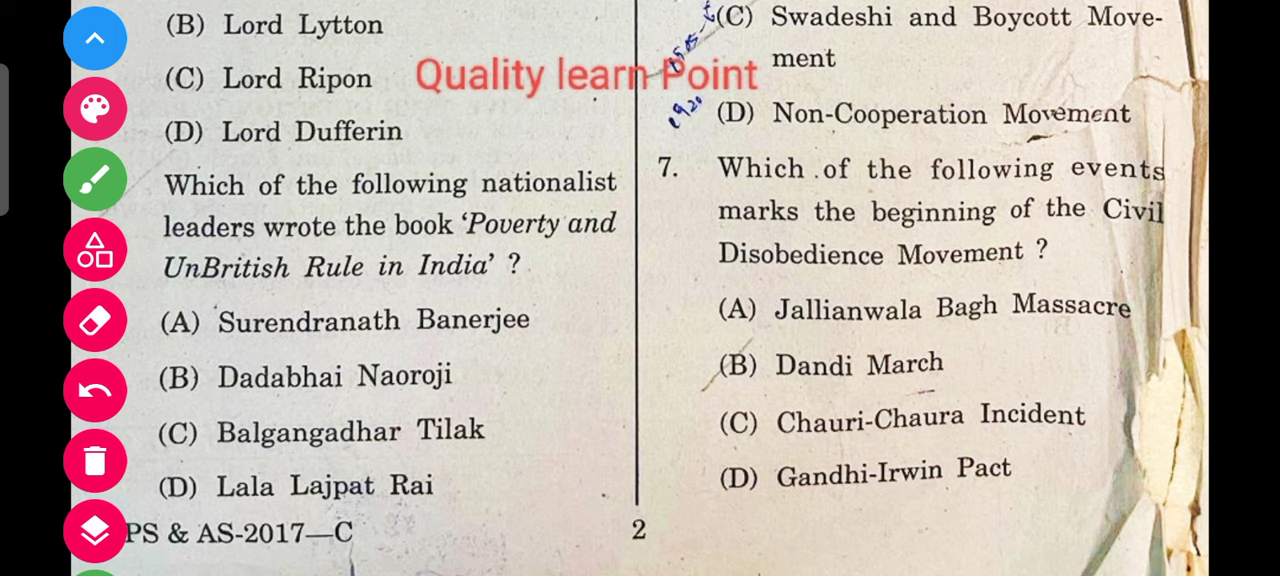 (B) Lord Lytton
(C) Lord Ripon
(D) Lord Dufferin
Which of the following nationalist
leaders wrote the book ‘Poverty and
UnBritish Rule in India’ ?
(A) Surendranath Banerjee
(B) Dadabhai Naoroji
(C) Balgangadhar Tilak
(D) Lala Lajpat Rai
PS & AS-2017—C
2
Quality learn Point
(C) Swadeshi and Boycott Move-
ment
1920
(D) Non-Cooperation Movement
7. Which of the following events
marks the beginning of the Civil
Disobedience Movement ?
(A) Jallianwala Bagh Massacre
(B) Dandi March
(C) Chauri-Chaura Incident
(D) Gandhi-Irwin Pact